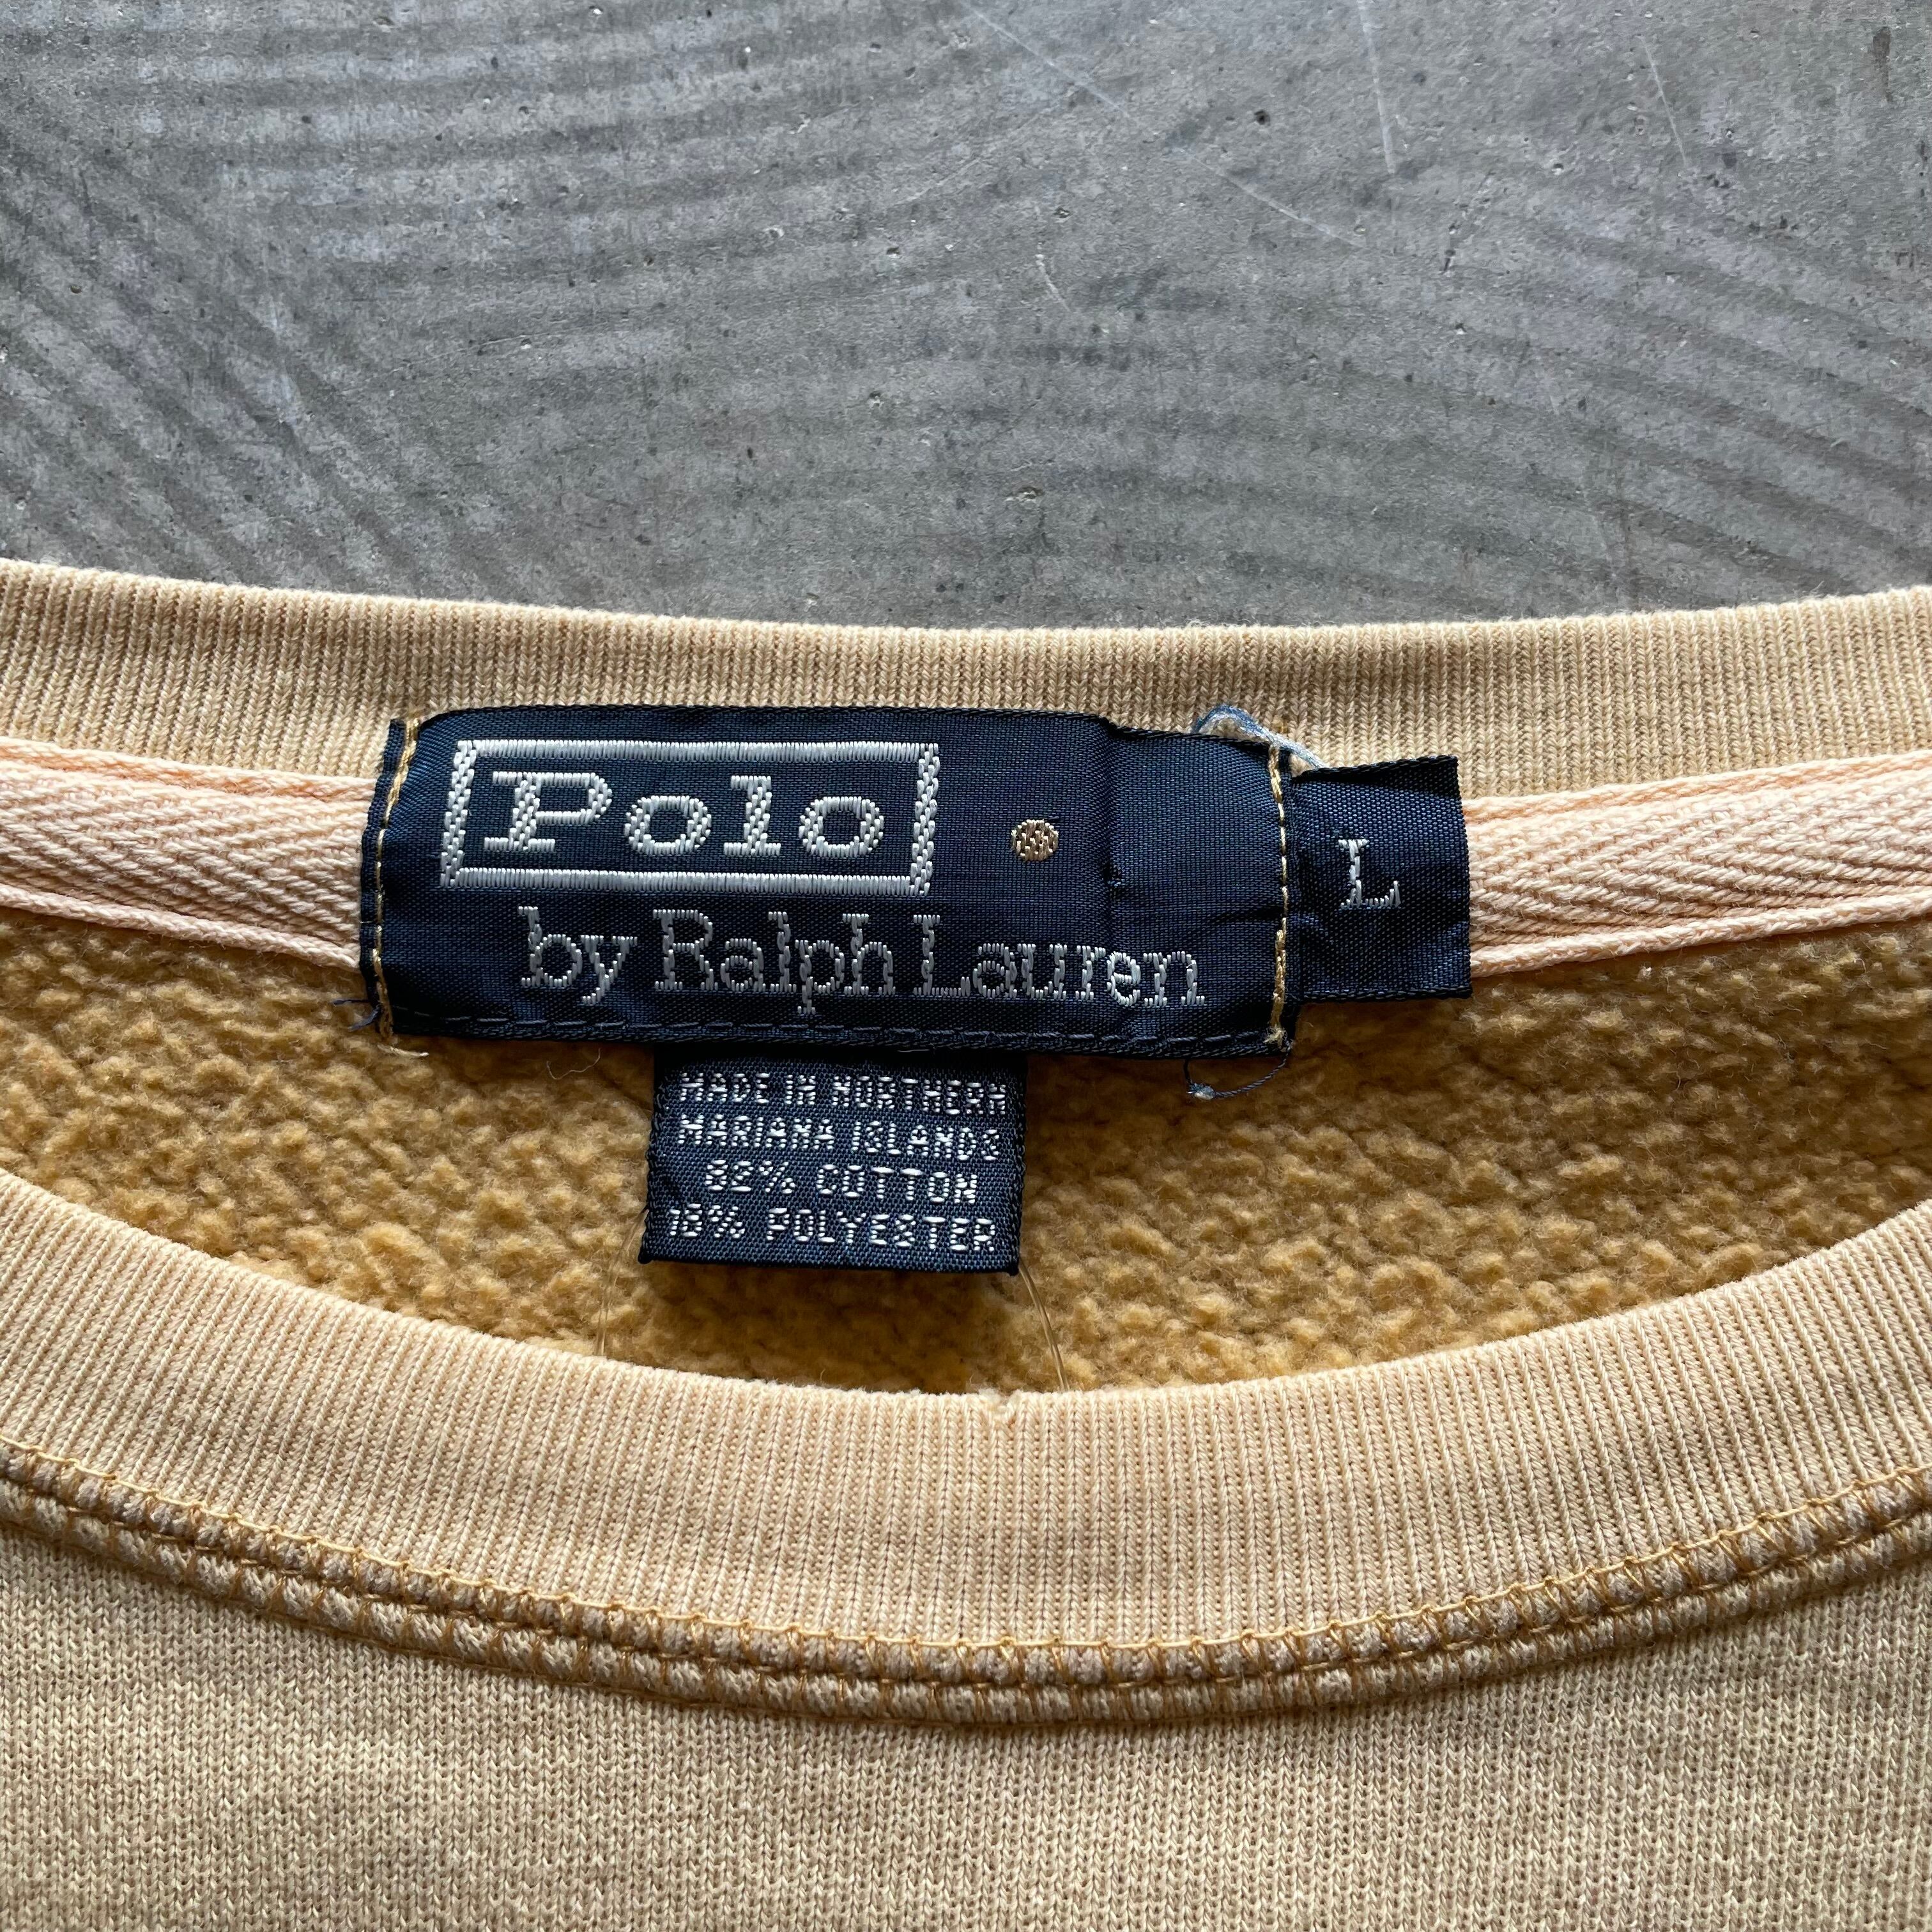 Polo
by Ralph Lauren
L
MADE IN NORTHERN
MARIANA ISLANDS
82% COTTON
18% POLYESTER